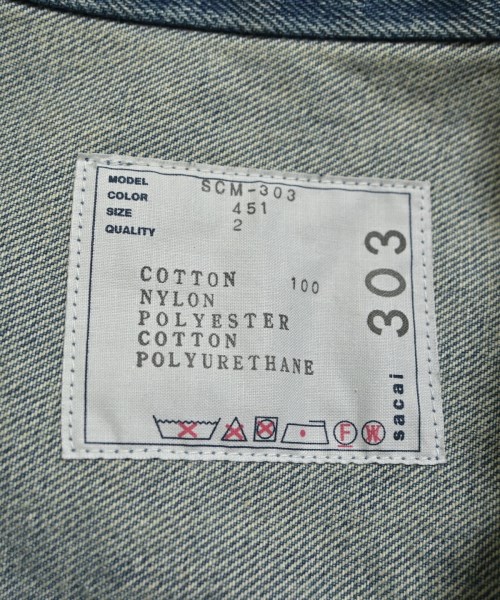 MODEL SCM-303
COLOR 451
SIZE 2
QUALITY
COTTON 100
NYLON
POLYESTER
COTTON
POLYURETHANE
F W
sacai 303